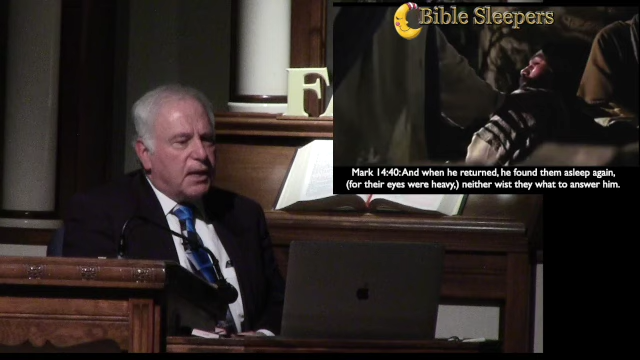 Bible Sleepers
Mark 14:40: And when he returned, he found them asleep again,
(for their eyes were heavy,) neither wist they what to answer him.